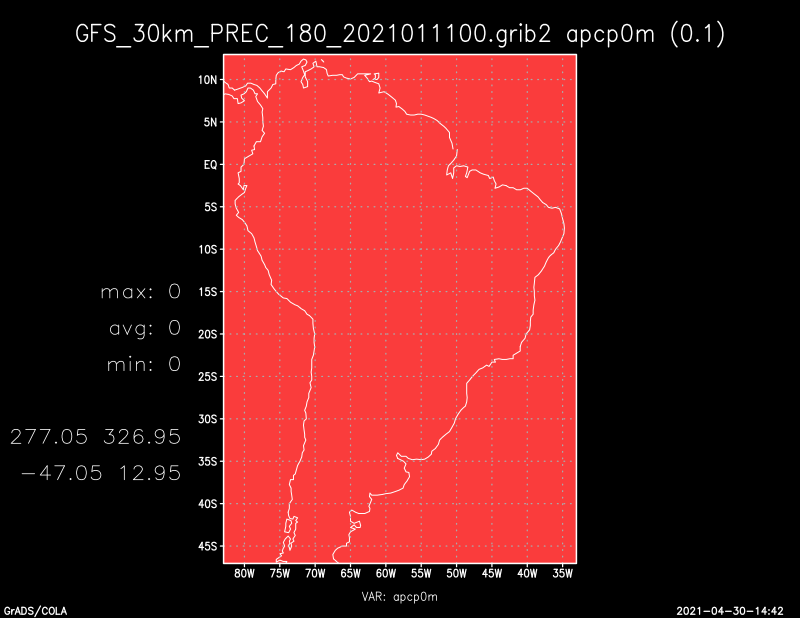 GFS_30km_PREC_180_2021011100.grib2 apcp0m (0.1)
10N
5N
EQ
5S
10S
15S
20S
25S
30S
35S
40S
45S
max: 0
avg: 0
min: 0
277.05 326.95
-47.05 12.95
80W 75W 70W 65W 60W 55W 50W 45W 40W 35W
VAR: apcp0m
GrADS/COLA
2021-04-30-14:42